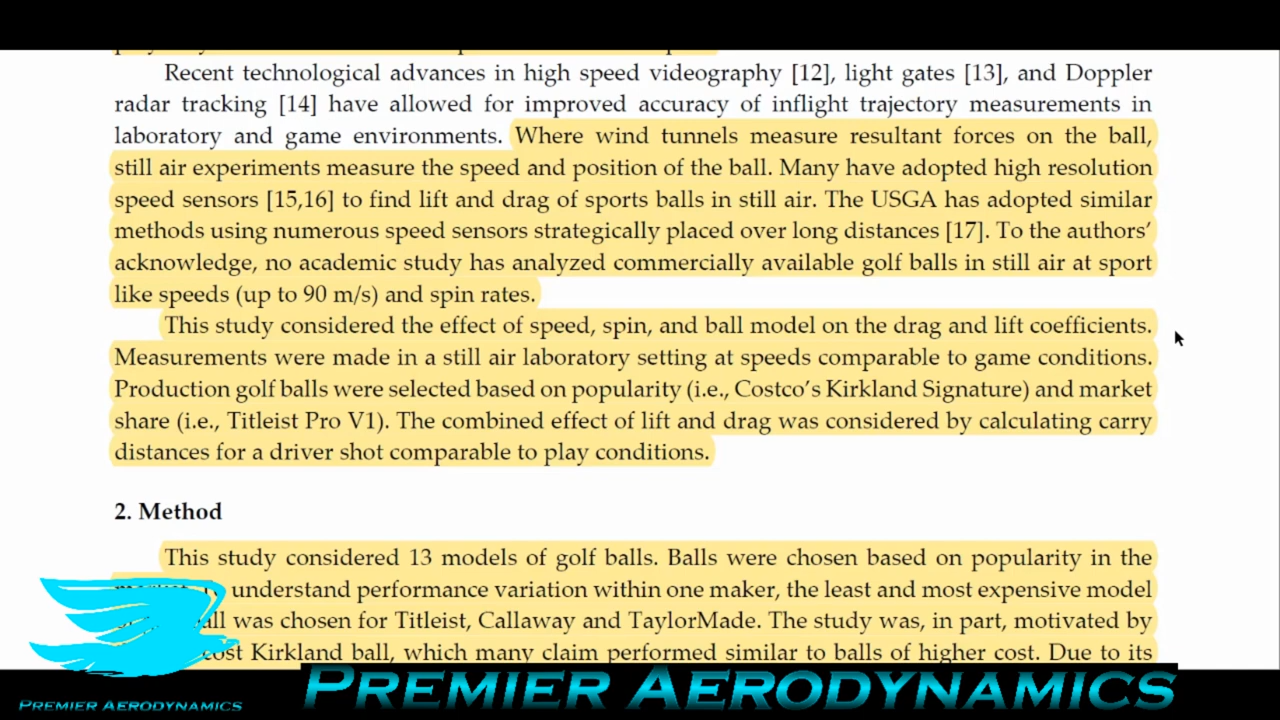 Recent technological advances in high speed videography [12], light gates [13], and Doppler
radar tracking [14] have allowed for improved accuracy of inflight trajectory measurements in
laboratory and game environments. Where wind tunnels measure resultant forces on the ball,
still air experiments measure the speed and position of the ball. Many have adopted high resolution
speed sensors [15,16] to find lift and drag of sports balls in still air. The USGA has adopted similar
methods using numerous speed sensors strategically placed over long distances [17]. To the authors’
acknowledge, no academic study has analyzed commercially available golf balls in still air at sport
like speeds (up to 90 m/s) and spin rates.
This study considered the effect of speed, spin, and ball model on the drag and lift coefficients.
Measurements were made in a still air laboratory setting at speeds comparable to game conditions.
Production golf balls were selected based on popularity (i.e., Costco’s Kirkland Signature) and market
share (i.e., Titleist Pro V1). The combined effect of lift and drag was considered by calculating carry
distances for a driver shot comparable to play conditions.
2. Method
This study considered 13 models of golf balls. Balls were chosen based on popularity in the
understand performance variation within one maker, the least and most expensive model
was chosen for Titleist, Callaway and TaylorMade. The study was, in part, motivated by
Kirkland ball, which many claim performed similar to balls of higher cost. Due to its
PREMIER AERODYNAMICS
PREMIER AERODYNAMICS